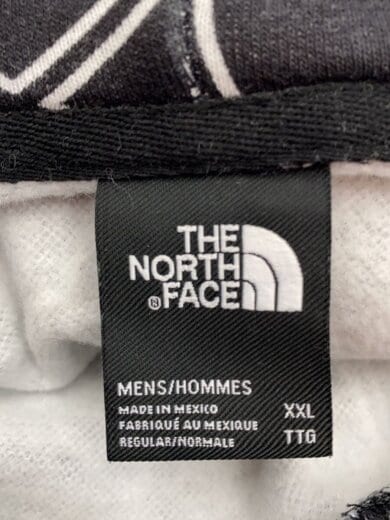 THE
NORTH
® FACE
MENS/HOMMES
MADE IN MEXICO XXL
FABRIQUÉ AU MEXIQUE
REGULAR/NORMALE TTG